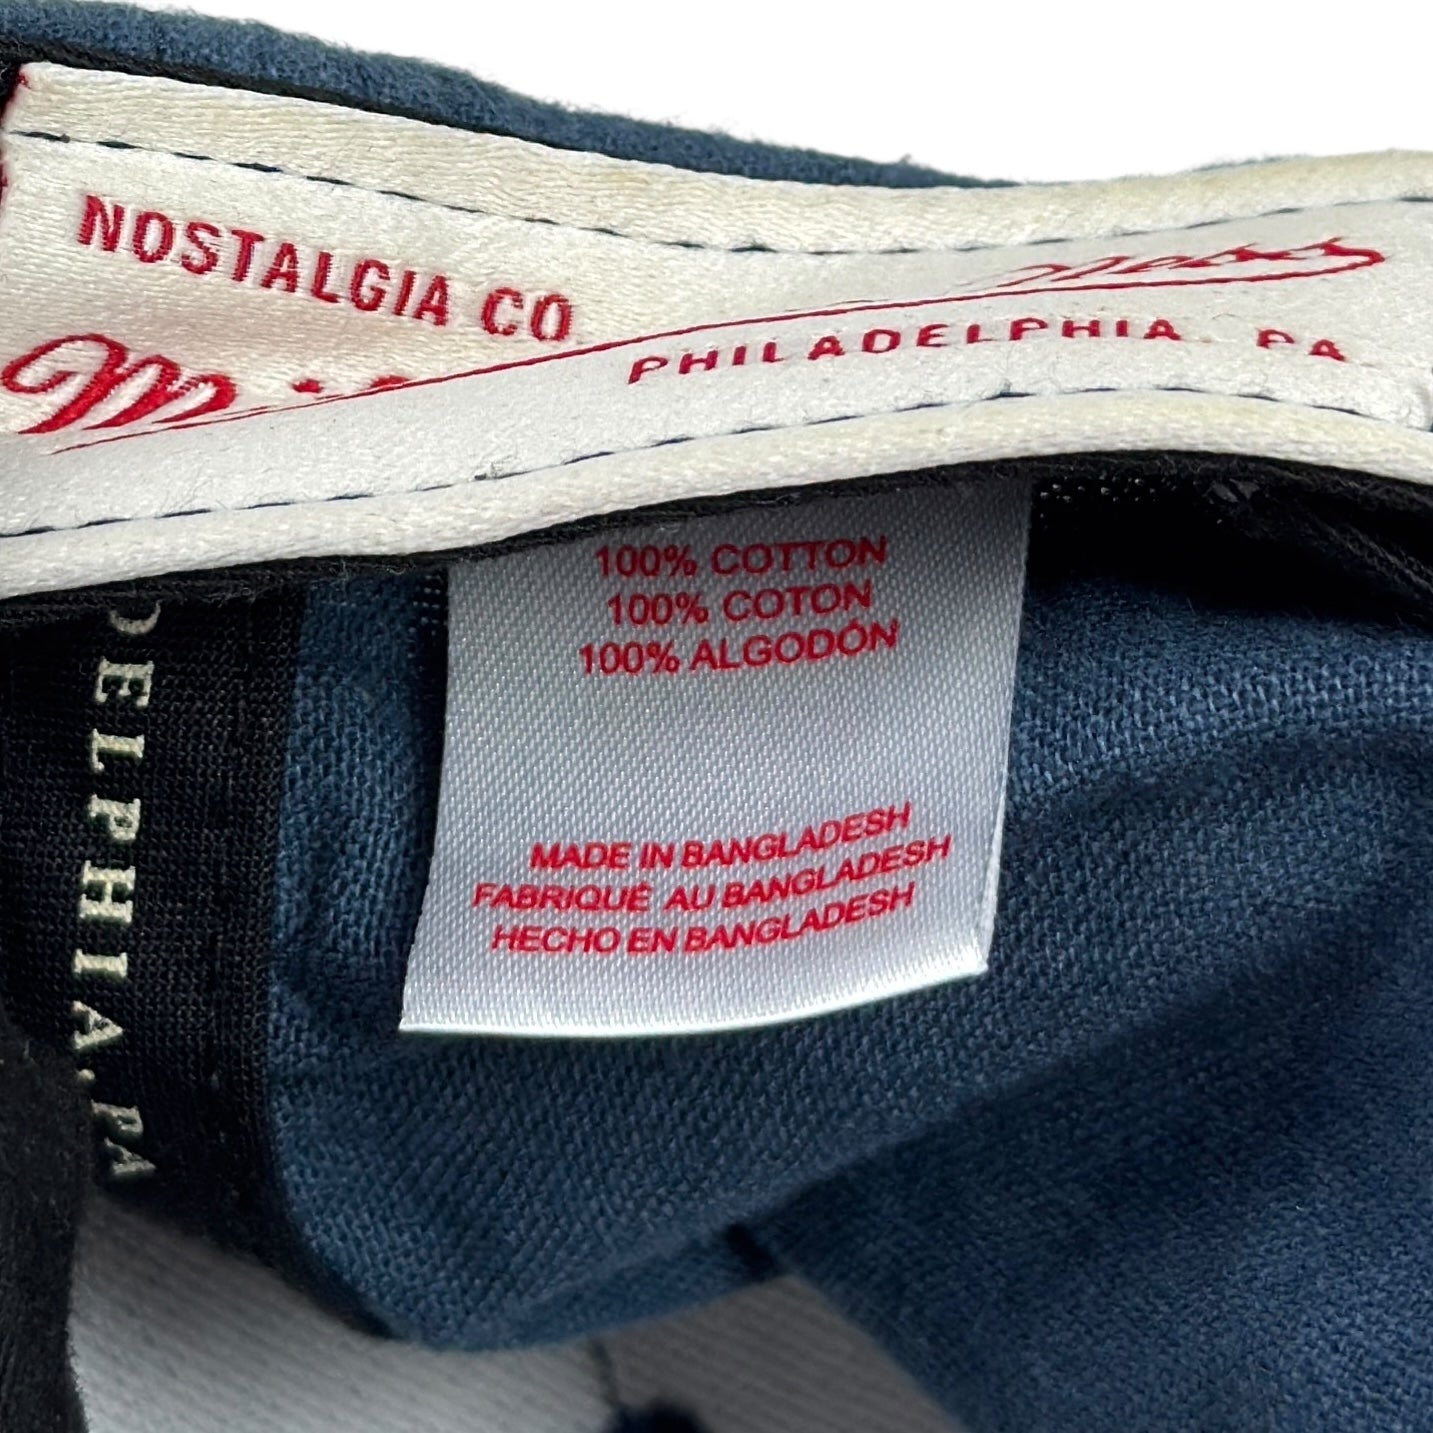 NOSTALGIA CO.
PHILADELPHIA, PA
100% COTTON
100% COTON
100% ALGODÓN
MADE IN BANGLADESH
FABRIQUÉ AU BANGLADESH
HECHO EN BANGLADESH
DELPHIA, PA